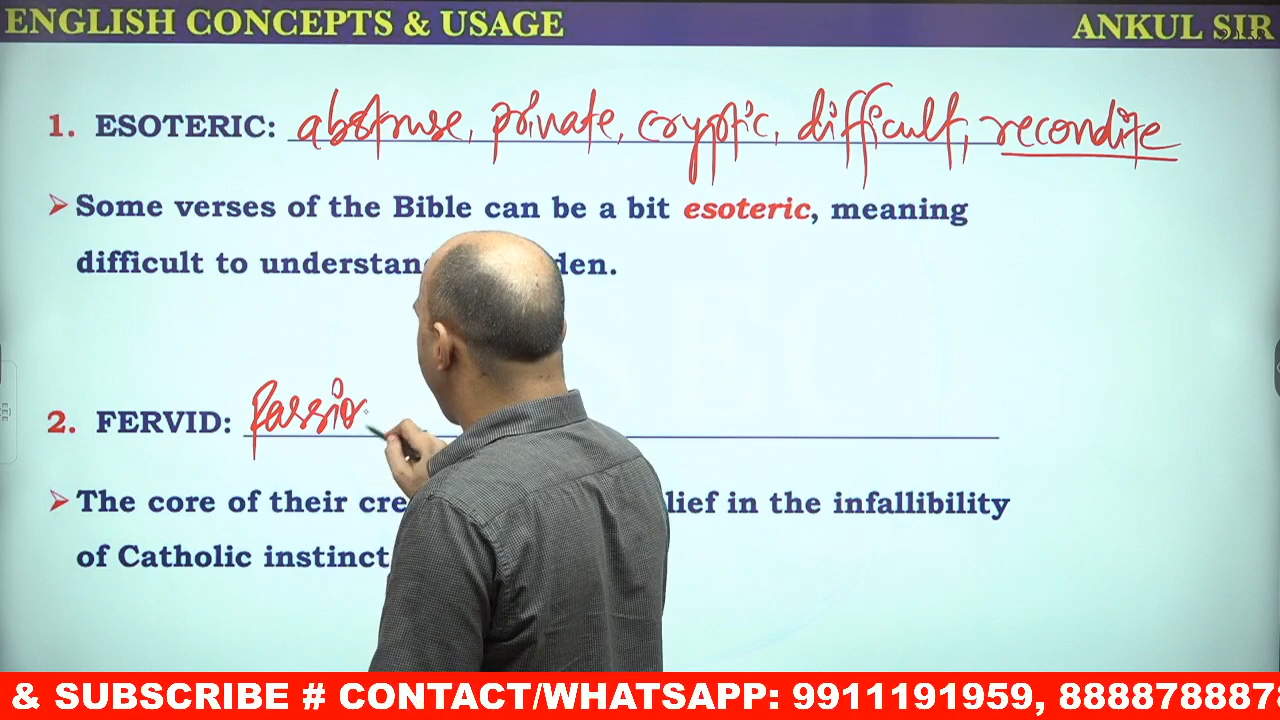 ENGLISH CONCEPTS & USAGE ANKUL SIR
1. ESOTERIC: abstruse, private, cryptic, difficult, recondite
➢ Some verses of the Bible can be a bit esoteric, meaning
difficult to understan den.
2. FERVID: Passio
➢ The core of their cre lief in the infallibility
of Catholic instinct
& SUBSCRIBE # CONTACT/WHATSAPP: 9911191959, 888878887